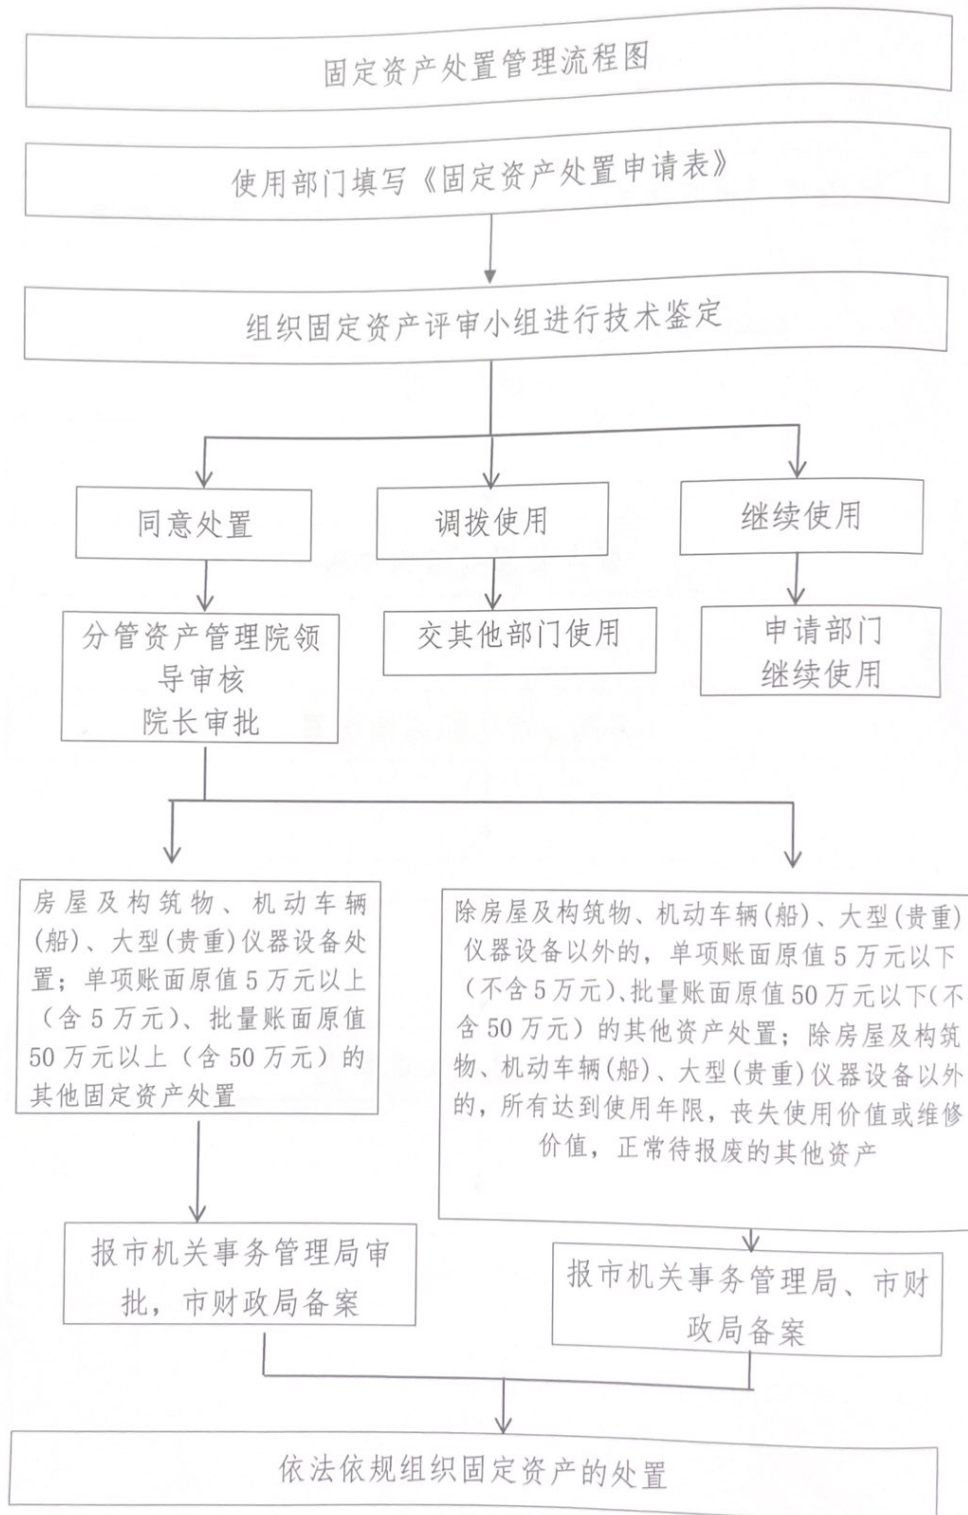 固定资产处置管理流程图
使用部门填写《固定资产处置申请表》
组织固定资产评审小组进行技术鉴定
同意处置
调拨使用
继续使用
分管资产管理院领
导审核
院长审批
交其他部门使用
申请部门
继续使用
房屋及构筑物、机动车辆
(船)、大型(贵重)仪器设备处
置；单项账面原值5万元以上
（含5万元）、批量账面原值
50万元以上（含50万元）的
其他固定资产处置
除房屋及构筑物、机动车辆(船)、大型(贵重)
仪器设备以外的，单项账面原值5万元以下
（不含5万元）、批量账面原值50万元以下（不
含50万元）的其他资产处置；除房屋及构筑
物、机动车辆(船)、大型(贵重)仪器设备以外
的，所有达到使用年限，丧失使用价值或维修
价值，正常待报废的其他资产
报市机关事务管理局审
批，市财政局备案
报市机关事务管理局、市财
政局备案
依法依规组织固定资产的处置